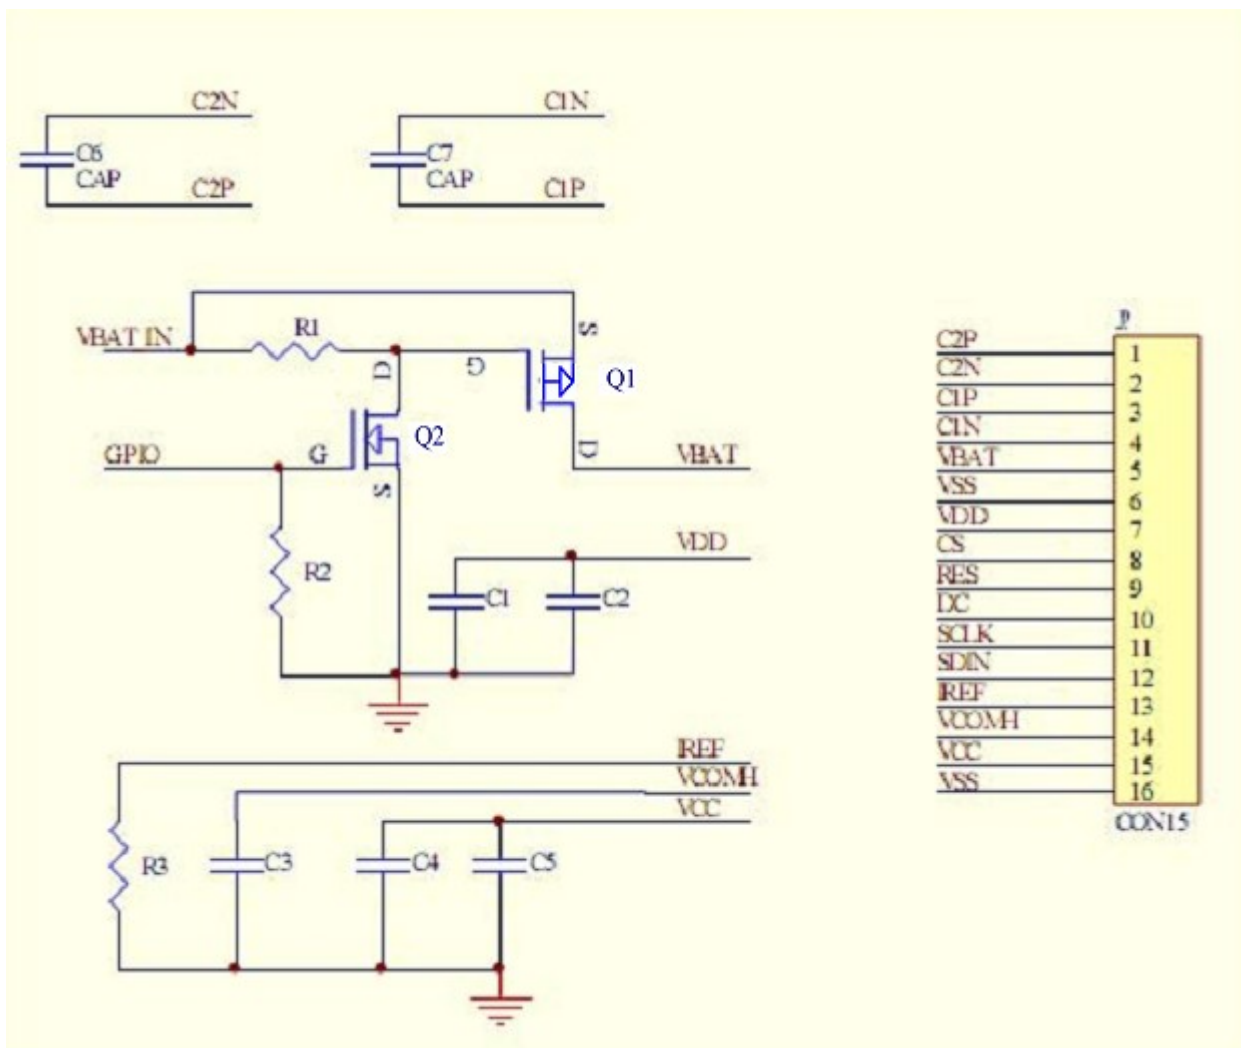 C2N
C6
CAP
C2P
C1N
C7
CAP
C1P
VBAT IN
R1
D
G
S
Q1
D
VBAT
GPIO
G
Q2
S
R2
VDD
C1
C2
IREF
VCOMH
VCC
R3
C3
C4
C5
JP
C2P 1
C2N 2
C1P 3
C1N 4
VBAT 5
VSS 6
VDD 7
CS 8
RES 9
DC 10
SCLK 11
SDIN 12
IREF 13
VCOMH 14
VCC 15
VSS 16
CON15